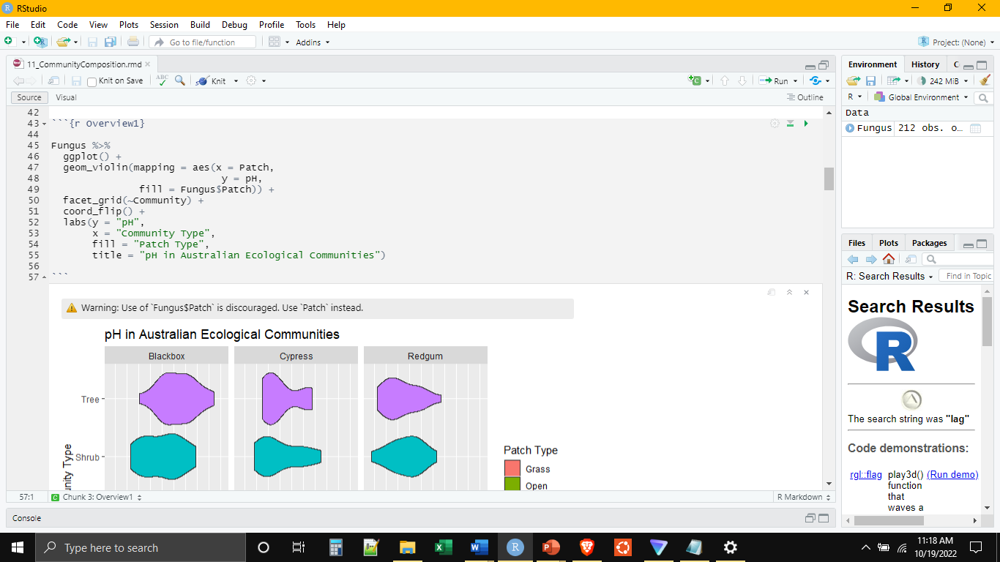 RStudio
File Edit Code View Plots Session Build Debug Profile Tools Help
Go to file/function Addins Project: (None)
11_CommunityComposition.rmd
Knit on Save ABC Knit Run
Source Visual Outline
42
43 ```{r Overview1}
44
45 Fungus %>%
46 ggplot() +
47 geom_violin(mapping = aes(x = Patch,
48 y = pH,
49 fill = Fungus$Patch)) +
50 facet_grid(~Community) +
51 coord_flip() +
52 labs(y = "pH",
53 x = "Community Type",
54 fill = "Patch Type",
55 title = "pH in Australian Ecological Communities")
56
57 ```
Warning: Use of `Fungus$Patch` is discouraged. Use `Patch` instead.
pH in Australian Ecological Communities
Blackbox Cypress Redgum
Tree
Shrub
unity Type
Patch Type
Grass
Open
57:1 C Chunk 3: Overview1 R Markdown
Console
Environment History C
242 MiB
R Global Environment
Data
Fungus 212 obs. o…
Files Plots Packages
R: Search Results Find in Topic
Search Results
R
The search string was "lag"
Code demonstrations:
rgl::flag play3d() (Run demo)
function
that
waves a
Type here to search
11:18 AM
10/19/2022